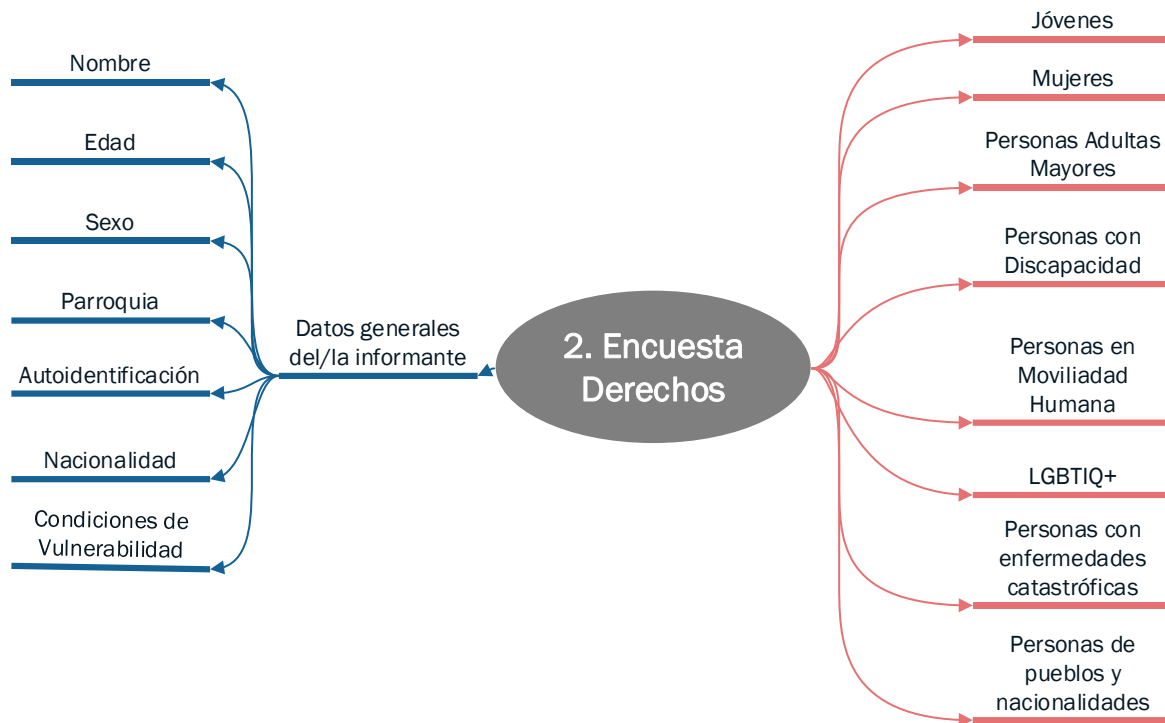 Nombre
Edad
Sexo
Parroquia
Autoidentificación
Nacionalidad
Condiciones de
Vulnerabilidad
Datos generales
del/la informante
2. Encuesta
Derechos
Jóvenes
Mujeres
Personas Adultas
Mayores
Personas con
Discapacidad
Personas en
Moviliadad
Humana
LGBTIQ+
Personas con
enfermedades
catastróficas
Personas de
pueblos y
nacionalidades